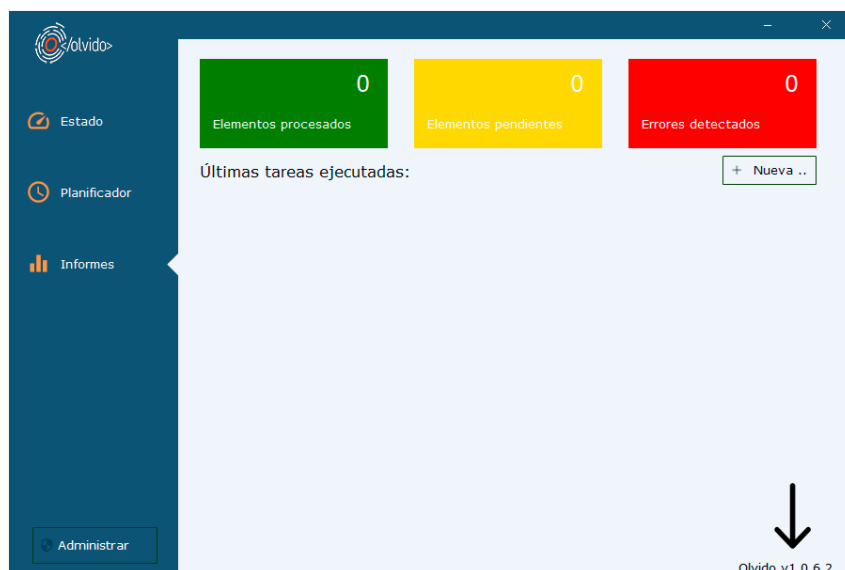 </olvido>
Estado
Planificador
Informes
Administrar
0
Elementos procesados
0
Elementos pendientes
0
Errores detectados
Últimas tareas ejecutadas:
+ Nueva ..
Olvido v1.0.6.2